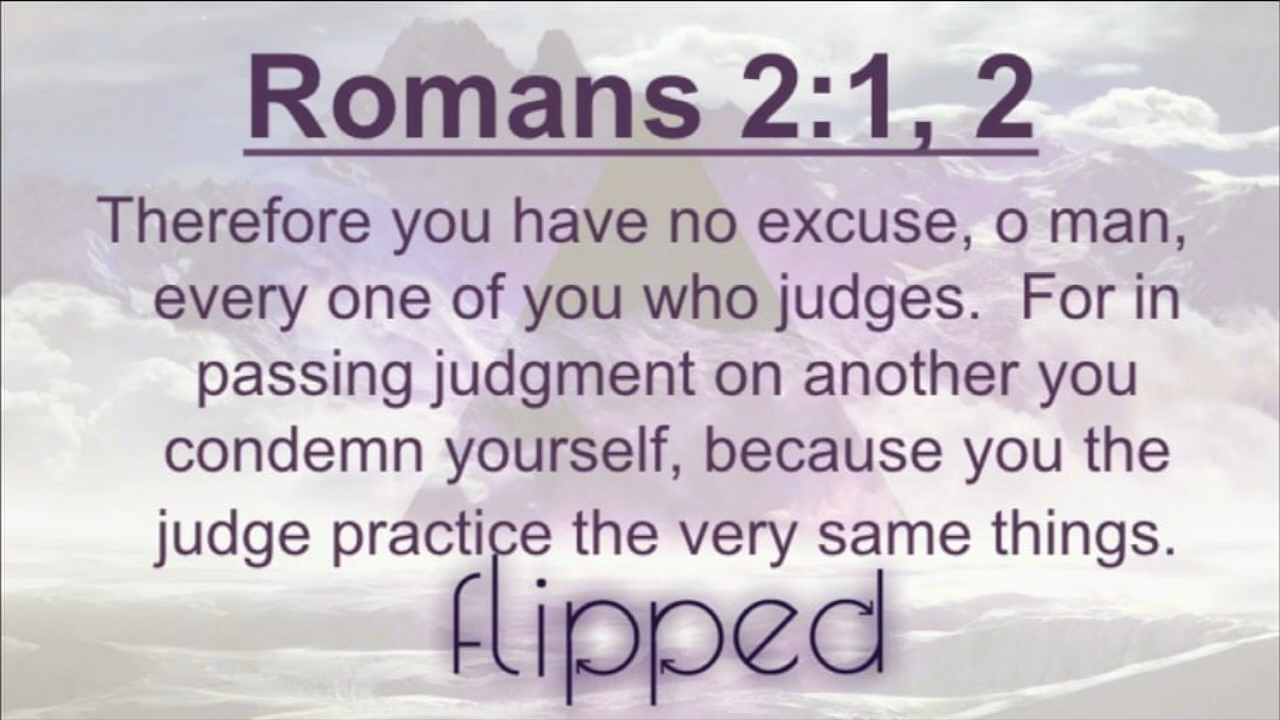 Romans 2:1, 2
Therefore you have no excuse, o man,
every one of you who judges.  For in
passing judgment on another you
condemn yourself, because you the
judge practice the very same things.
flipped